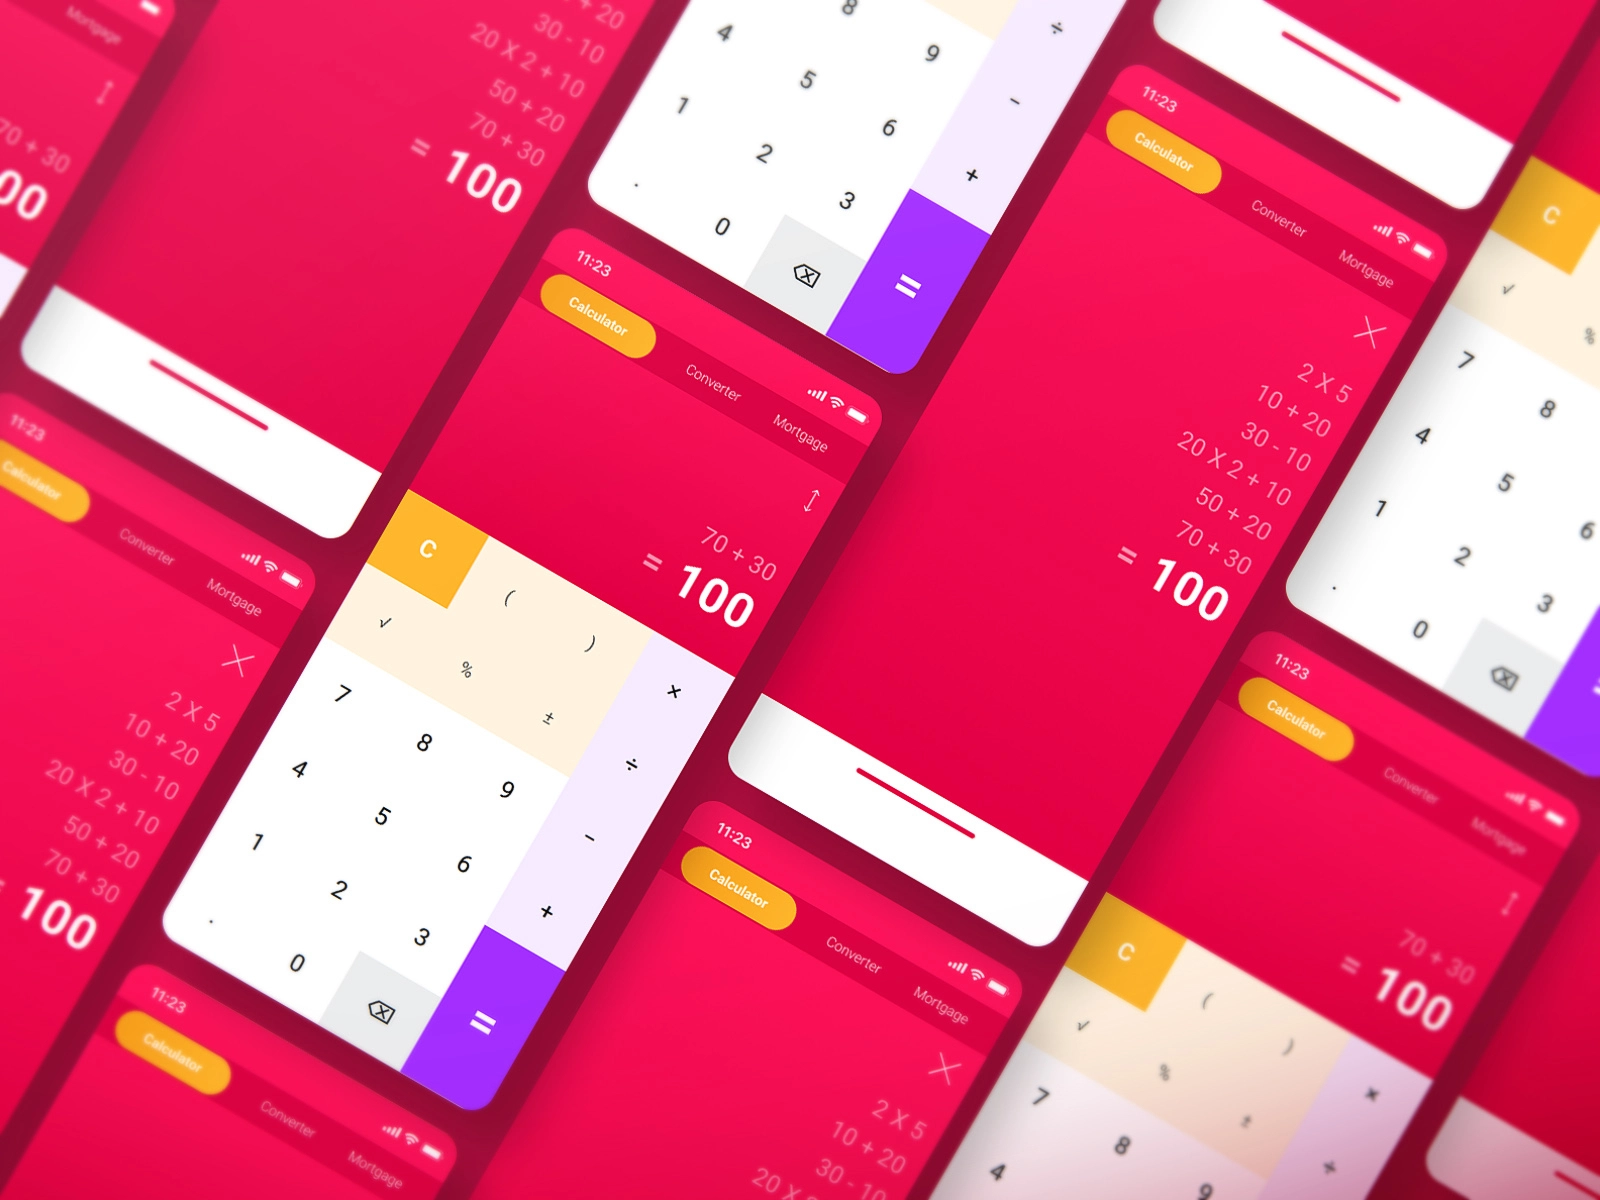 Mortgage
70 + 30
+ 20
30 - 10
20 X 2 + 10
50 + 20
70 + 30
= 100
8
÷
4
5
9
-
1
2
6
+
.
0
3
=
11:23
Calculator
Converter
Mortgage
2 X 5
10 + 20
30 - 10
20 X 2 + 10
50 + 20
70 + 30
= 100
C
√
%
7
8
4
5
6
1
2
3
.
0
11:23
Calculator
Converter
Mortgage
70 + 30
= 100
C
(
)
×
√
%
±
÷
7
8
9
-
4
5
6
+
1
2
3
=
.
0
11:23
Calculator
Converter
Mortgage
2 X 5
10 + 20
30 - 10
20 X 2 + 10
50 + 20
70 + 30
= 100
11:23
Calculator
Converter
Mortgage
11:23
Calculator
Converter
Mortgage
2 X 5
10 + 20
30 - 10
20 X
11:23
Calculator
Converter
Mortgage
70 + 30
= 100
C
(
)
×
√
%
±
÷
7
8
9
4